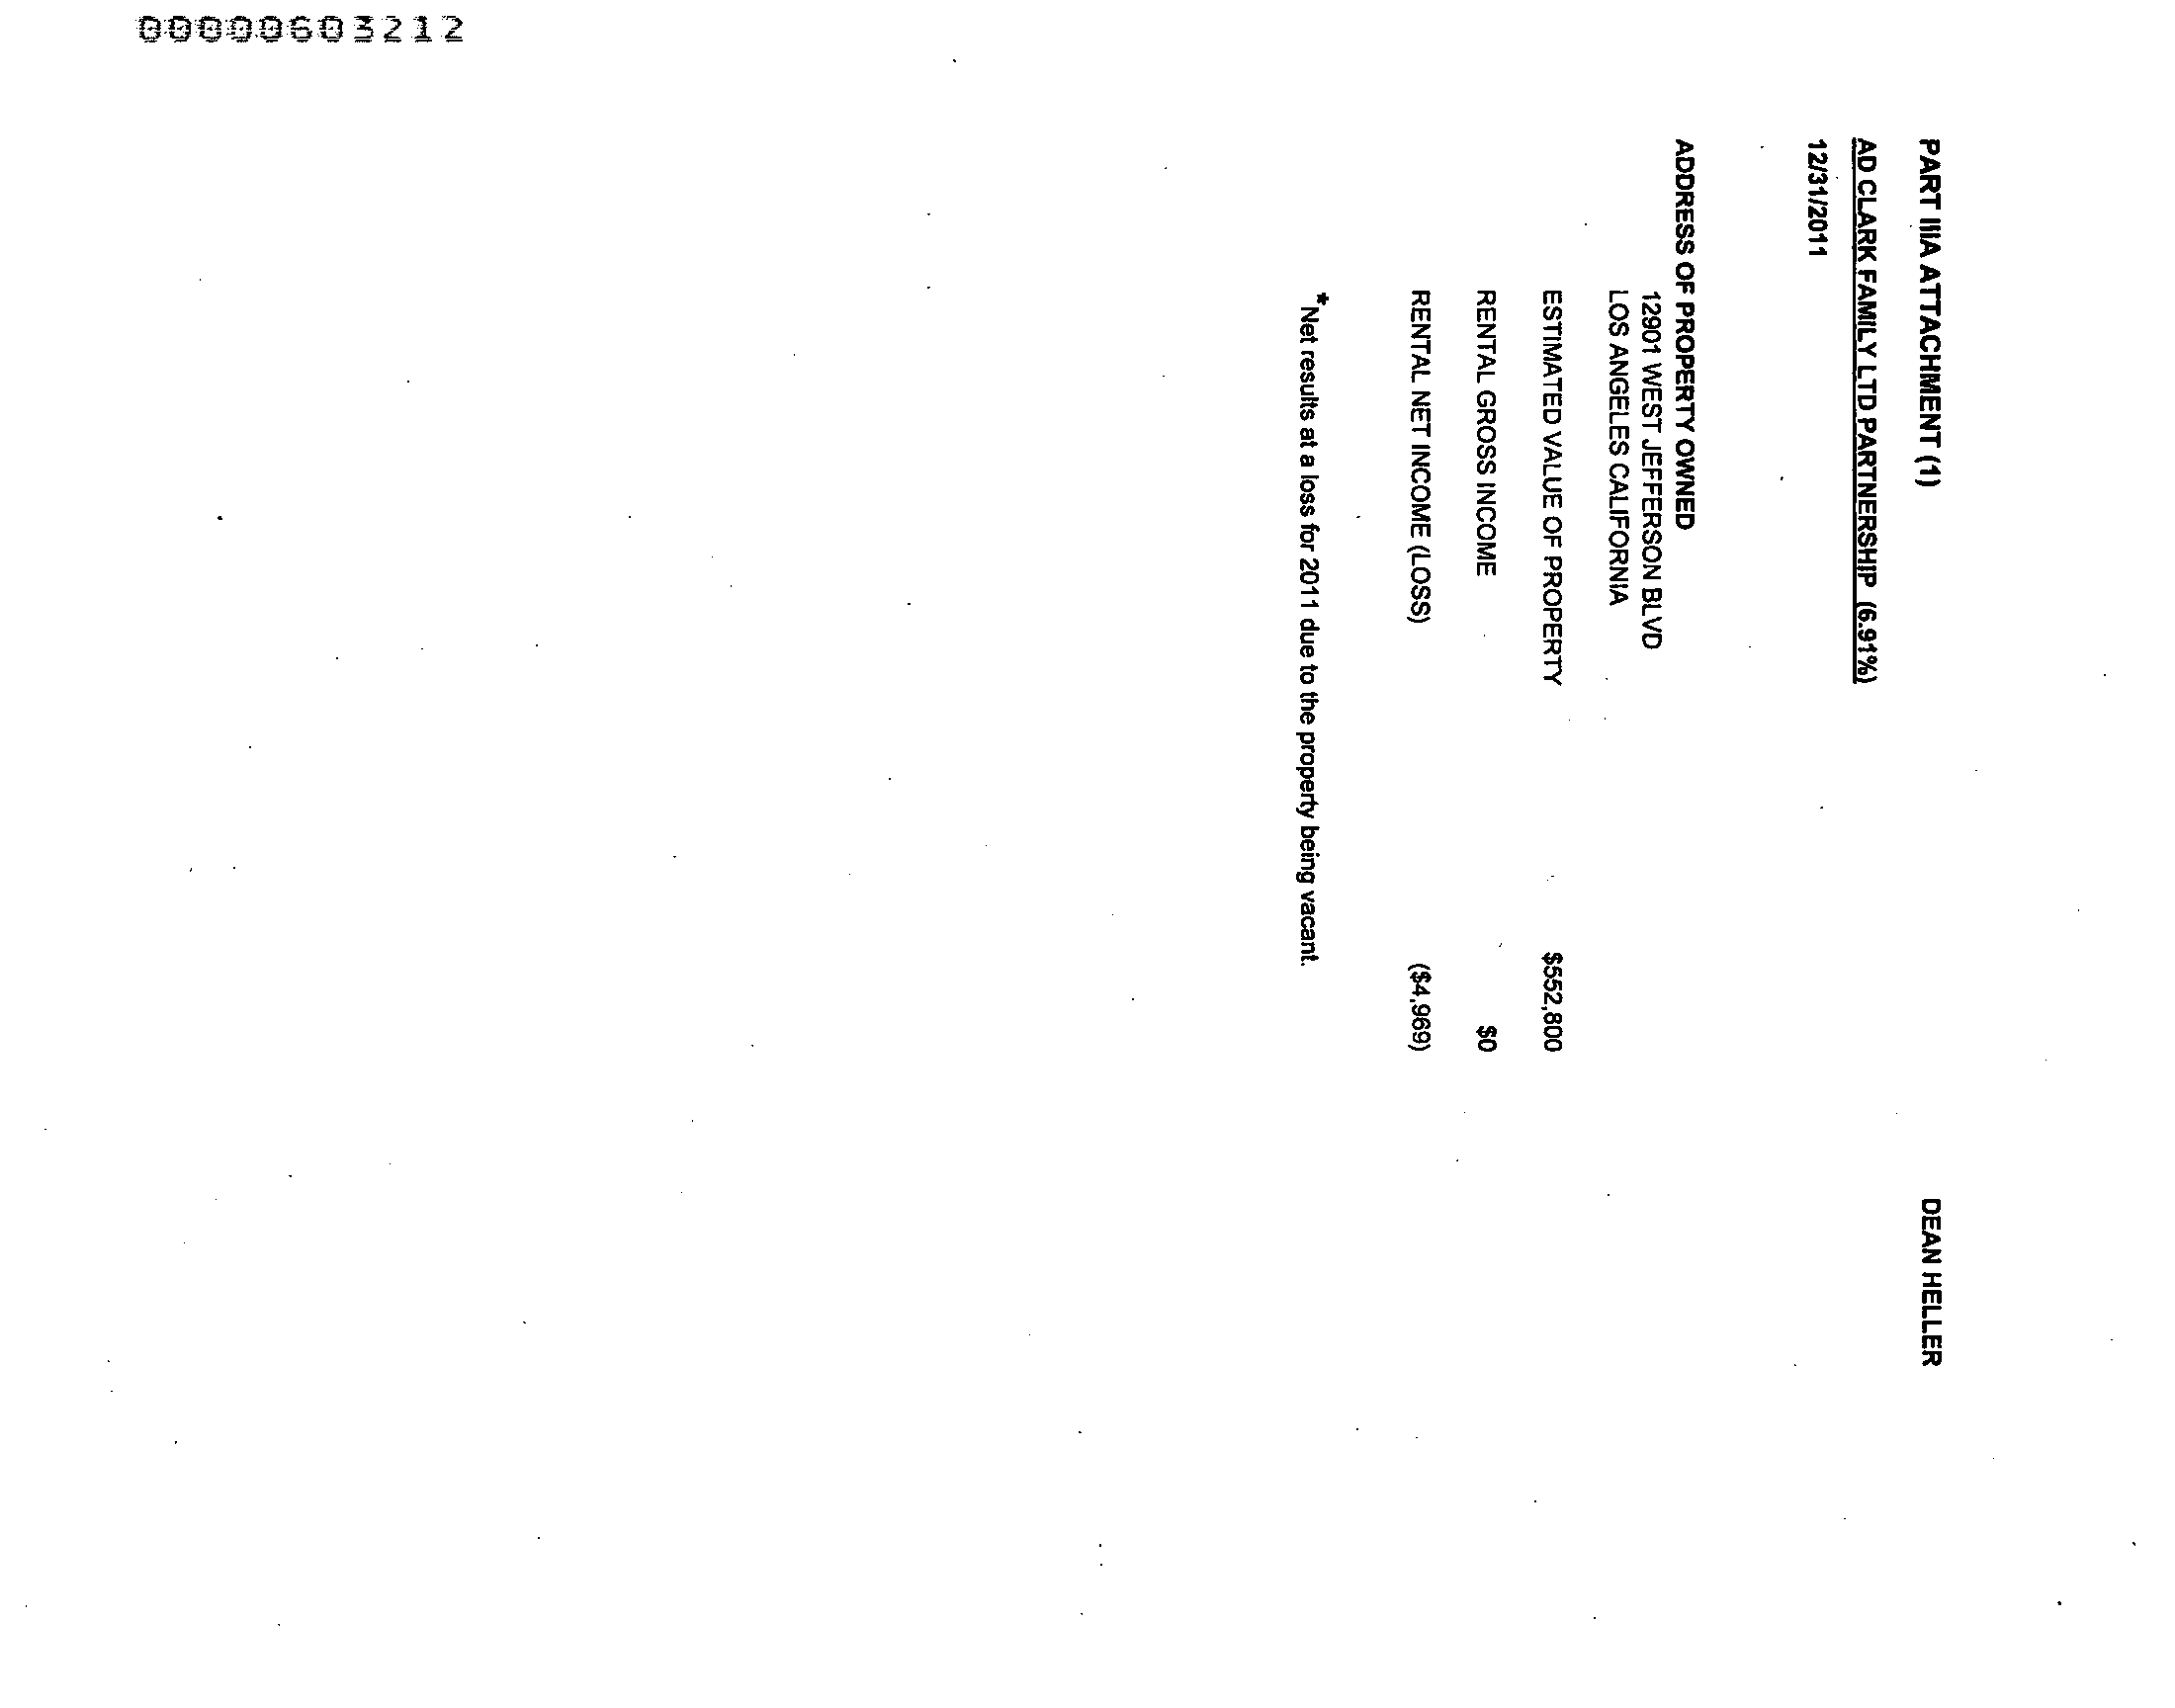 00000603212
PART IIIA ATTACHMENT (1) DEAN HELLER
AD CLARK FAMILY LTD PARTNERSHIP (6.91%)
12/31/2011
ADDRESS OF PROPERTY OWNED
12901 WEST JEFFERSON BLVD
LOS ANGELES CALIFORNIA
ESTIMATED VALUE OF PROPERTY $552,800
RENTAL GROSS INCOME $0
RENTAL NET INCOME (LOSS) ($4,969)
*Net results at a loss for 2011 due to the property being vacant.